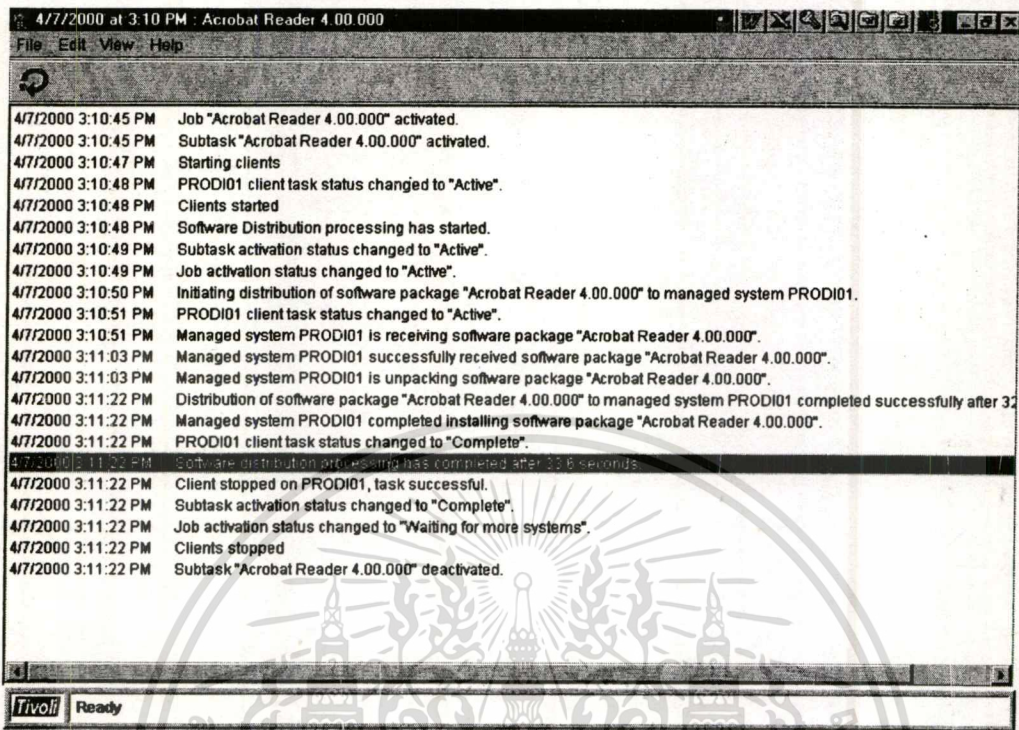 4/7/2000 at 3:10 PM : Acrobat Reader 4.00.000
File Edit View Help
4/7/2000 3:10:45 PM Job "Acrobat Reader 4.00.000" activated.
4/7/2000 3:10:45 PM Subtask "Acrobat Reader 4.00.000" activated.
4/7/2000 3:10:47 PM Starting clients
4/7/2000 3:10:48 PM PRODI01 client task status changed to "Active".
4/7/2000 3:10:48 PM Clients started
4/7/2000 3:10:48 PM Software Distribution processing has started.
4/7/2000 3:10:49 PM Subtask activation status changed to "Active".
4/7/2000 3:10:49 PM Job activation status changed to "Active".
4/7/2000 3:10:50 PM Initiating distribution of software package "Acrobat Reader 4.00.000" to managed system PRODI01.
4/7/2000 3:10:51 PM PRODI01 client task status changed to "Active".
4/7/2000 3:10:51 PM Managed system PRODI01 is receiving software package "Acrobat Reader 4.00.000".
4/7/2000 3:11:03 PM Managed system PRODI01 successfully received software package "Acrobat Reader 4.00.000".
4/7/2000 3:11:03 PM Managed system PRODI01 is unpacking software package "Acrobat Reader 4.00.000".
4/7/2000 3:11:22 PM Distribution of software package "Acrobat Reader 4.00.000" to managed system PRODI01 completed successfully after 32
4/7/2000 3:11:22 PM Managed system PRODI01 completed installing software package "Acrobat Reader 4.00.000".
4/7/2000 3:11:22 PM PRODI01 client task status changed to "Complete".
4/7/2000 3:11:22 PM Software distribution processing has completed after 33.6 seconds
4/7/2000 3:11:22 PM Client stopped on PRODI01, task successful.
4/7/2000 3:11:22 PM Subtask activation status changed to "Complete".
4/7/2000 3:11:22 PM Job activation status changed to "Waiting for more systems".
4/7/2000 3:11:22 PM Clients stopped
4/7/2000 3:11:22 PM Subtask "Acrobat Reader 4.00.000" deactivated.
Tivoli Ready